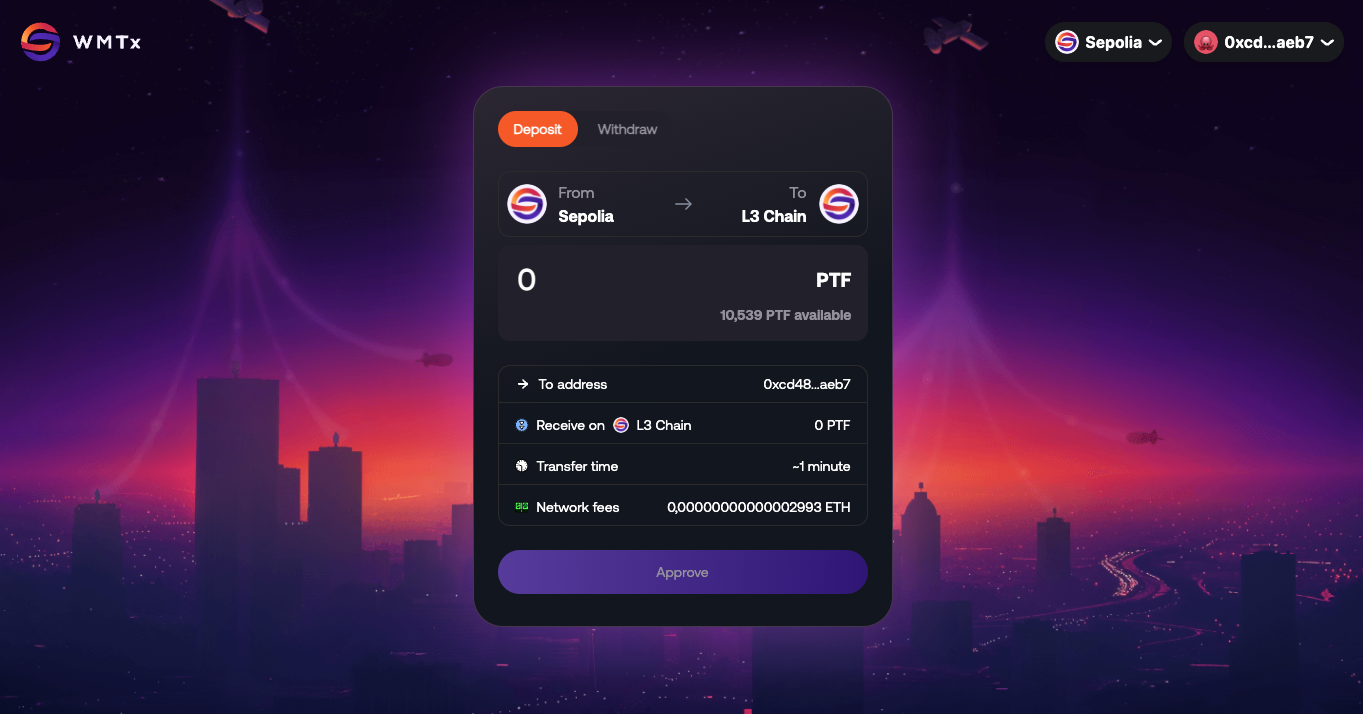 WMTx
Sepolia
0xcd...aeb7
Deposit
Withdraw
From
Sepolia
To
L3 Chain
0
PTF
10,539 PTF available
To address
0xcd48...aeb7
Receive on L3 Chain
0 PTF
Transfer time
~1 minute
Network fees
0,00000000000002993 ETH
Approve